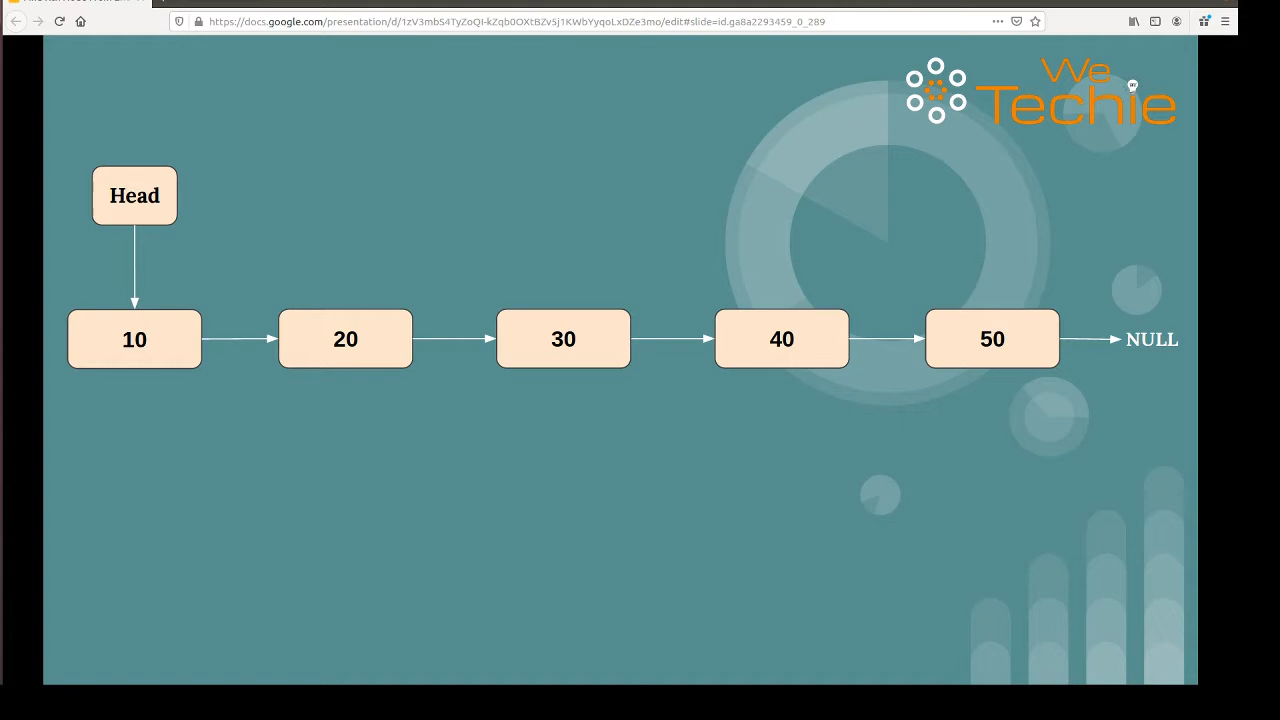 https://docs.google.com/presentation/d/1zV3mbS4TyZoQI-kZqb0OXtBZv5j1KWbYyqoLxDZe3mo/edit#slide=id.ga8a2293459_0_289
We
Techie
Head
10 20 30 40 50 NULL